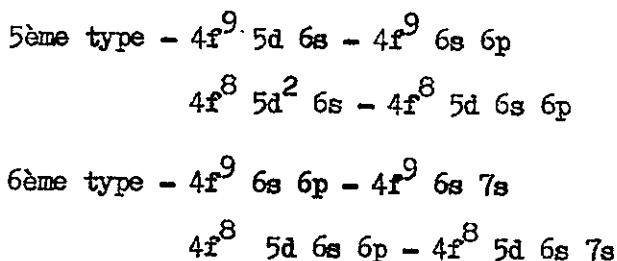 5ème type - 4f⁹ 5d 6s - 4f⁹ 6s 6p
4f⁸ 5d² 6s - 4f⁸ 5d 6s 6p
6ème type - 4f⁹ 6s 6p - 4f⁹ 6s 7s
4f⁸ 5d 6s 6p - 4f⁸ 5d 6s 7s